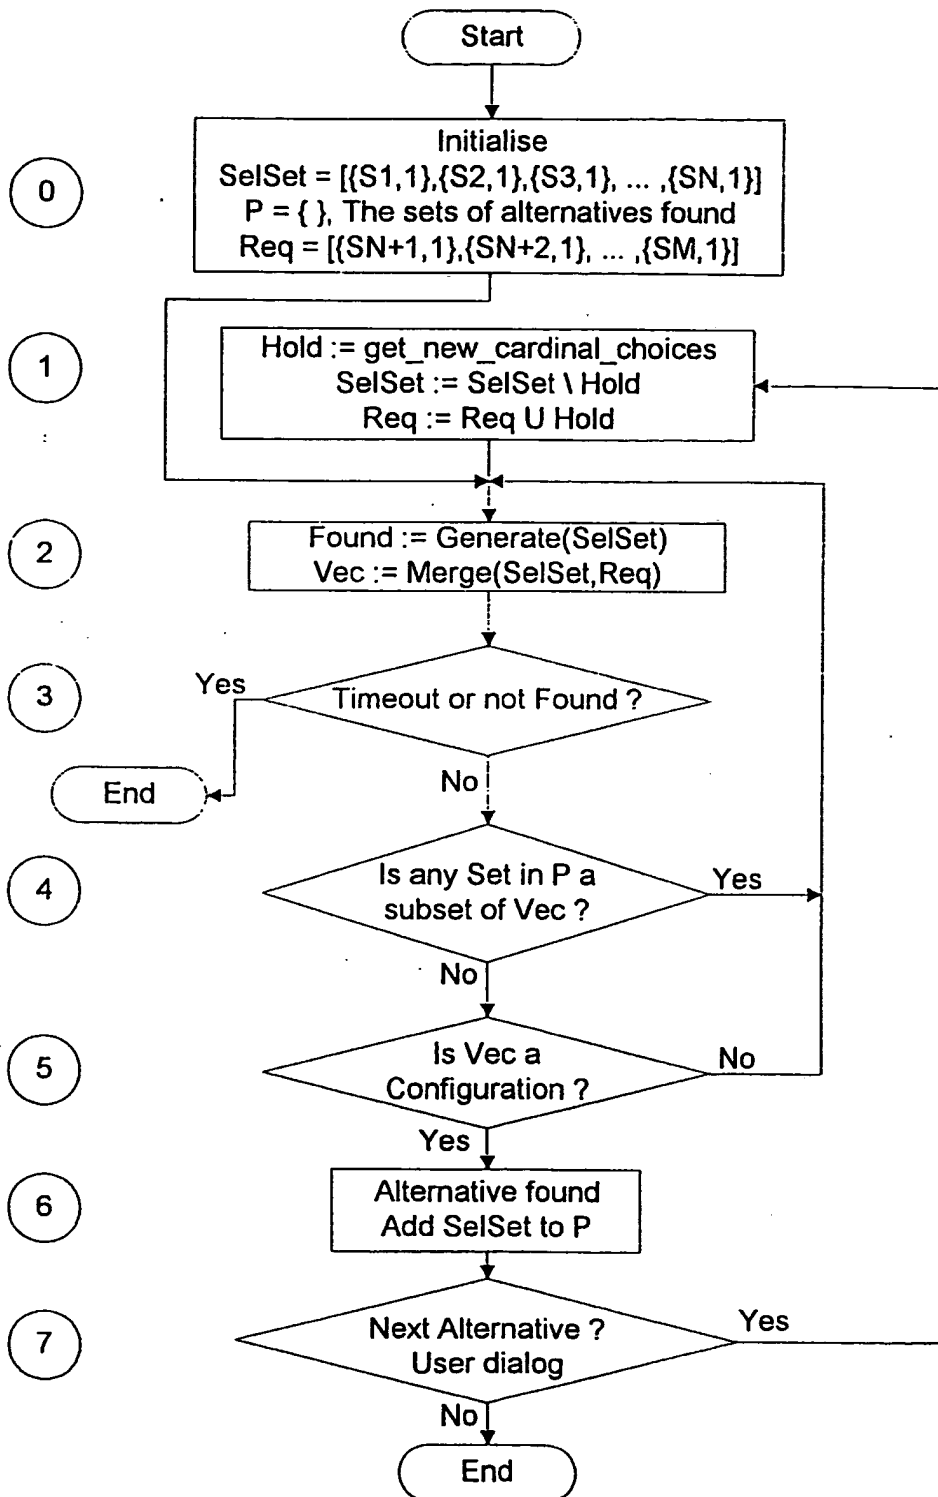 Start
0
Initialise
SelSet = [{S1,1},{S2,1},{S3,1}, ... ,{SN,1}]
P = { }, The sets of alternatives found
Req = [{SN+1,1},{SN+2,1}, ... ,{SM,1}]
1
Hold := get_new_cardinal_choices
SelSet := SelSet \ Hold
Req := Req U Hold
2
Found := Generate(SelSet)
Vec := Merge(SelSet,Req)
3
Yes
Timeout or not Found ?
End
No
4
Is any Set in P a
subset of Vec ?
Yes
No
5
Is Vec a
Configuration ?
No
Yes
6
Alternative found
Add SelSet to P
7
Next Alternative ?
User dialog
Yes
No
End